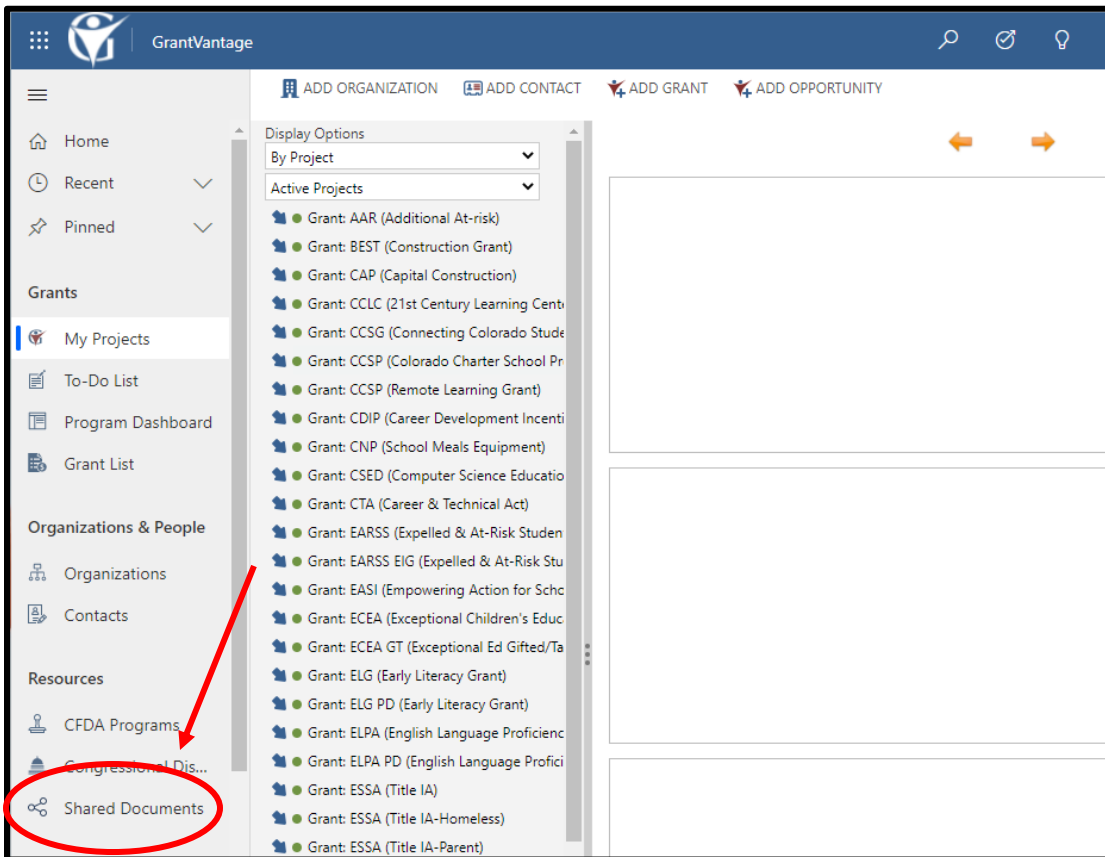 GrantVantage
ADD ORGANIZATION
ADD CONTACT
ADD GRANT
ADD OPPORTUNITY
Home
Recent
Pinned
Grants
My Projects
To-Do List
Program Dashboard
Grant List
Organizations & People
Organizations
Contacts
Resources
CFDA Programs
Congressional Dis...
Shared Documents
Display Options
By Project
Active Projects
Grant: AAR (Additional At-risk)
Grant: BEST (Construction Grant)
Grant: CAP (Capital Construction)
Grant: CCLC (21st Century Learning Cente
Grant: CCSG (Connecting Colorado Stude
Grant: CCSP (Colorado Charter School Pr
Grant: CCSP (Remote Learning Grant)
Grant: CDIP (Career Development Incenti
Grant: CNP (School Meals Equipment)
Grant: CSED (Computer Science Educatio
Grant: CTA (Career & Technical Act)
Grant: EARSS (Expelled & At-Risk Studen
Grant: EARSS EIG (Expelled & At-Risk Stu
Grant: EASI (Empowering Action for Scho
Grant: ECEA (Exceptional Children's Educ
Grant: ECEA GT (Exceptional Ed Gifted/Ta
Grant: ELG (Early Literacy Grant)
Grant: ELG PD (Early Literacy Grant)
Grant: ELPA (English Language Proficienc
Grant: ELPA PD (English Language Profici
Grant: ESSA (Title IA)
Grant: ESSA (Title IA-Homeless)
Grant: ESSA (Title IA-Parent)